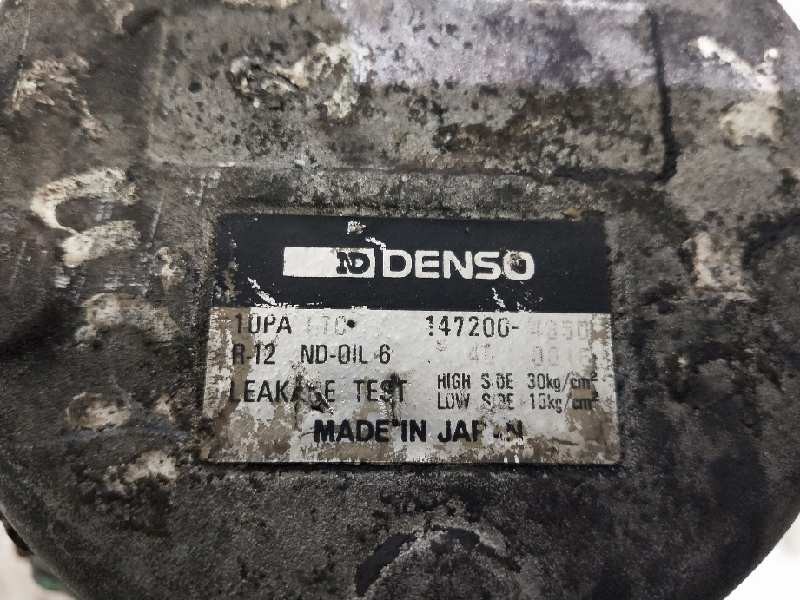 ND DENSO
10PA 147200-
R-12 ND-OIL 6
LEAKAGE TEST HIGH SIDE 30kg/cm²
LOW SIDE 15kg/cm²
MADE IN JAPAN